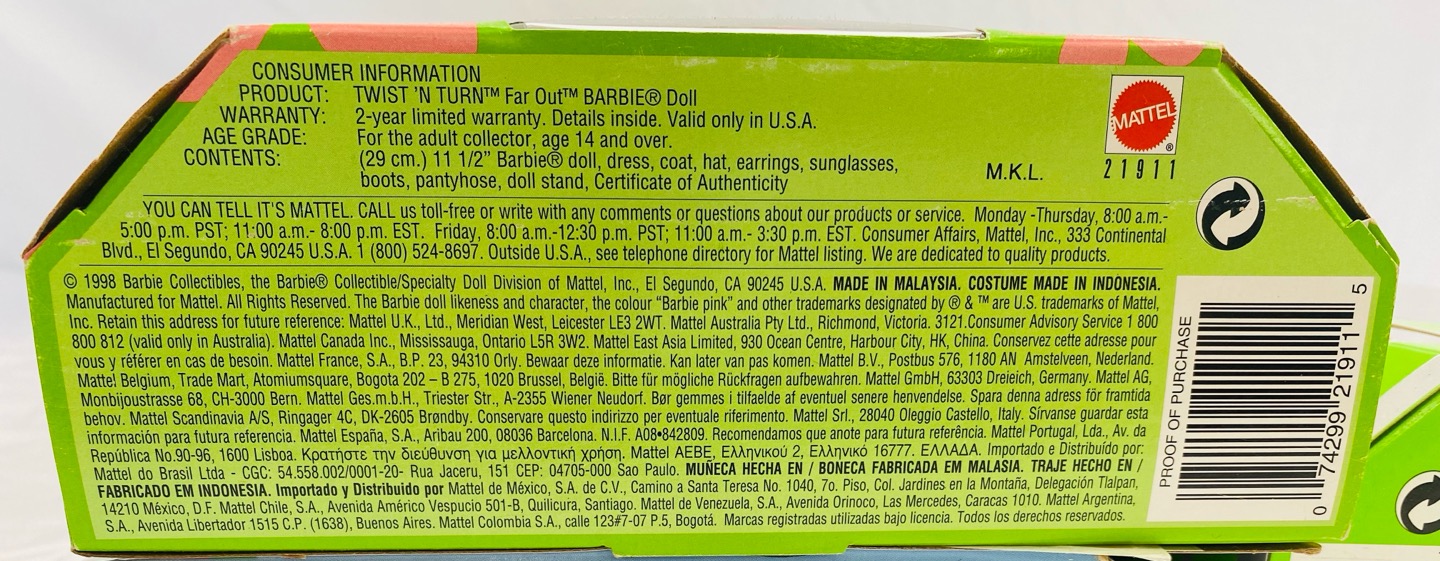 CONSUMER INFORMATION
PRODUCT: TWIST 'N TURN™ Far Out™ BARBIE® Doll
WARRANTY: 2-year limited warranty. Details inside. Valid only in U.S.A.
AGE GRADE: For the adult collector, age 14 and over.
CONTENTS: (29 cm.) 11 1/2" Barbie® doll, dress, coat, hat, earrings, sunglasses,
boots, pantyhose, doll stand, Certificate of Authenticity
M.K.L.
MATTEL ®
21911
YOU CAN TELL IT'S MATTEL. CALL us toll-free or write with any comments or questions about our products or service. Monday -Thursday, 8:00 a.m.-
5:00 p.m. PST; 11:00 a.m.- 8:00 p.m. EST. Friday, 8:00 a.m.-12:30 p.m. PST; 11:00 a.m.- 3:30 p.m. EST. Consumer Affairs, Mattel, Inc., 333 Continental
Blvd., El Segundo, CA 90245 U.S.A. 1 (800) 524-8697. Outside U.S.A., see telephone directory for Mattel listing. We are dedicated to quality products.
© 1998 Barbie Collectibles, the Barbie® Collectible/Specialty Doll Division of Mattel, Inc., El Segundo, CA 90245 U.S.A. MADE IN MALAYSIA. COSTUME MADE IN INDONESIA.
Manufactured for Mattel. All Rights Reserved. The Barbie doll likeness and character, the colour "Barbie pink" and other trademarks designated by ® & ™ are U.S. trademarks of Mattel,
Inc. Retain this address for future reference: Mattel U.K., Ltd., Meridian West, Leicester LE3 2WT. Mattel Australia Pty Ltd., Richmond, Victoria. 3121.Consumer Advisory Service 1 800
800 812 (valid only in Australia). Mattel Canada Inc., Mississauga, Ontario L5R 3W2. Mattel East Asia Limited, 930 Ocean Centre, Harbour City, HK, China. Conservez cette adresse pour
vous y référer en cas de besoin. Mattel France, S.A., B.P. 23, 94310 Orly. Bewaar deze informatie. Kan later van pas komen. Mattel B.V., Postbus 576, 1180 AN Amstelveen, Nederland.
Mattel Belgium, Trade Mart, Atomiumsquare, Bogota 202 – B 275, 1020 Brussel, België. Bitte für mögliche Rückfragen aufbewahren. Mattel GmbH, 63303 Dreieich, Germany. Mattel AG,
Monbijoustrasse 68, CH-3000 Bern. Mattel Ges.m.b.H., Triester Str., A-2355 Wiener Neudorf. Bør gemmes i tilfaelde af eventuel senere henvendelse. Spara denna adress för framtida
behov. Mattel Scandinavia A/S, Ringager 4C, DK-2605 Brøndby. Conservare questo indirizzo per eventuale riferimento. Mattel Srl., 28040 Oleggio Castello, Italy. Sírvanse guardar esta
información para futura referencia. Mattel España, S.A., Aribau 200, 08036 Barcelona. N.I.F. A08•842809. Recomendamos que anote para futura referência. Mattel Portugal, Lda., Av. da
República No.90-96, 1600 Lisboa. Κρατήστε την διεύθυνση για μελλοντική χρήση. Mattel AEBE, Ελληνικού 2, Ελληνικό 16777. ΕΛΛΑΔΑ. Importado e Distribuído por:
Mattel do Brasil Ltda - CGC: 54.558.002/0001-20- Rua Jaceru, 151 CEP: 04705-000 Sao Paulo. MUÑECA HECHA EN / BONECA FABRICADA EM MALASIA. TRAJE HECHO EN /
FABRICADO EM INDONESIA. Importado y Distribuido por Mattel de México, S.A. de C.V., Camino a Santa Teresa No. 1040, 7o. Piso, Col. Jardines en la Montaña, Delegación Tlalpan,
14210 México, D.F. Mattel Chile, S.A., Avenida Américo Vespucio 501-B, Quilicura, Santiago. Mattel de Venezuela, S.A., Avenida Orinoco, Las Mercedes, Caracas 1010. Mattel Argentina,
S.A., Avenida Libertador 1515 C.P. (1638), Buenos Aires. Mattel Colombia S.A., calle 123#7-07 P.5, Bogotá. Marcas registradas utilizadas bajo licencia. Todos los derechos reservados.
PROOF OF PURCHASE
0 74299 21911 5